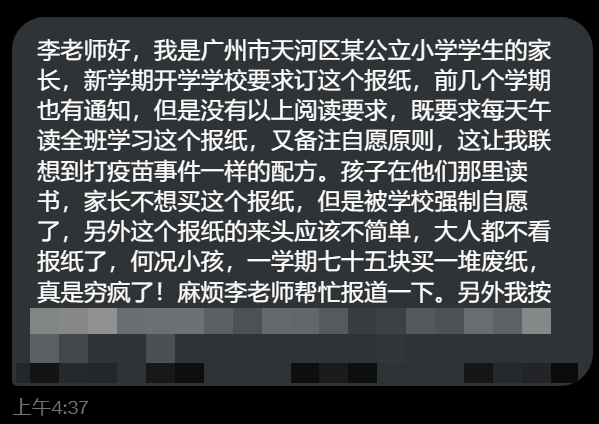 李老师好，我是广州市天河区某公立小学学生的家
长，新学期开学学校要求订这个报纸，前几个学期
也有通知，但是没有以上阅读要求，既要求每天午
读全班学习这个报纸，又备注自愿原则，这让我联
想到打疫苗事件一样的配方。孩子在他们那里读
书，家长不想买这个报纸，但是被学校强制自愿
了，另外这个报纸的来头应该不简单，大人都不看
报纸了，何况小孩，一学期七十五块买一堆废纸，
真是穷疯了！麻烦李老师帮忙报道一下。另外我按
上午4:37